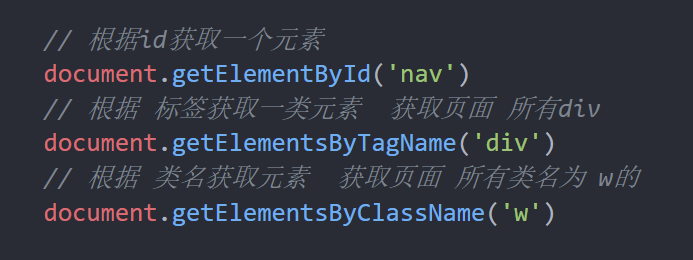 // 根据id获取一个元素
document.getElementById('nav')
// 根据 标签获取一类元素  获取页面 所有div
document.getElementsByTagName('div')
// 根据 类名获取元素  获取页面 所有类名为 w的
document.getElementsByClassName('w')